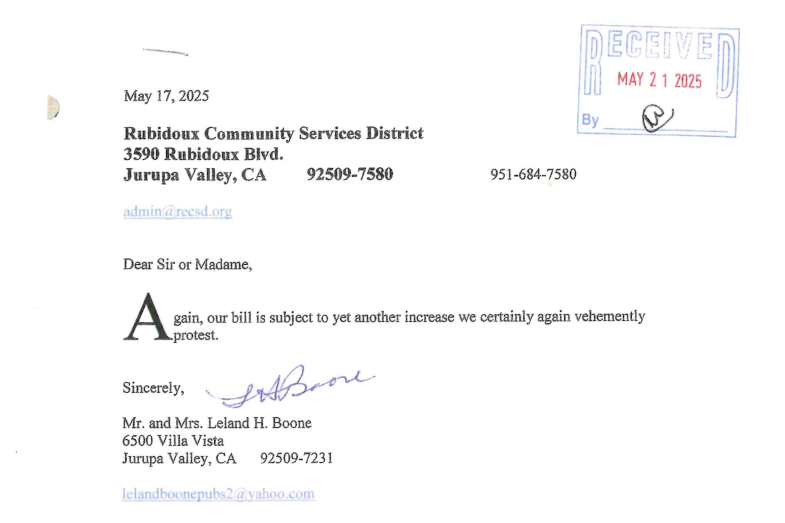 RECEIVED
MAY 21 2025
By
May 17, 2025
Rubidoux Community Services District
3590 Rubidoux Blvd.
Jurupa Valley, CA 92509-7580 951-684-7580
admin@rcsd.org
Dear Sir or Madame,
Again, our bill is subject to yet another increase we certainly again vehemently
protest.
Sincerely,
Mr. and Mrs. Leland H. Boone
6500 Villa Vista
Jurupa Valley, CA 92509-7231
lelandboonepubs2@yahoo.com